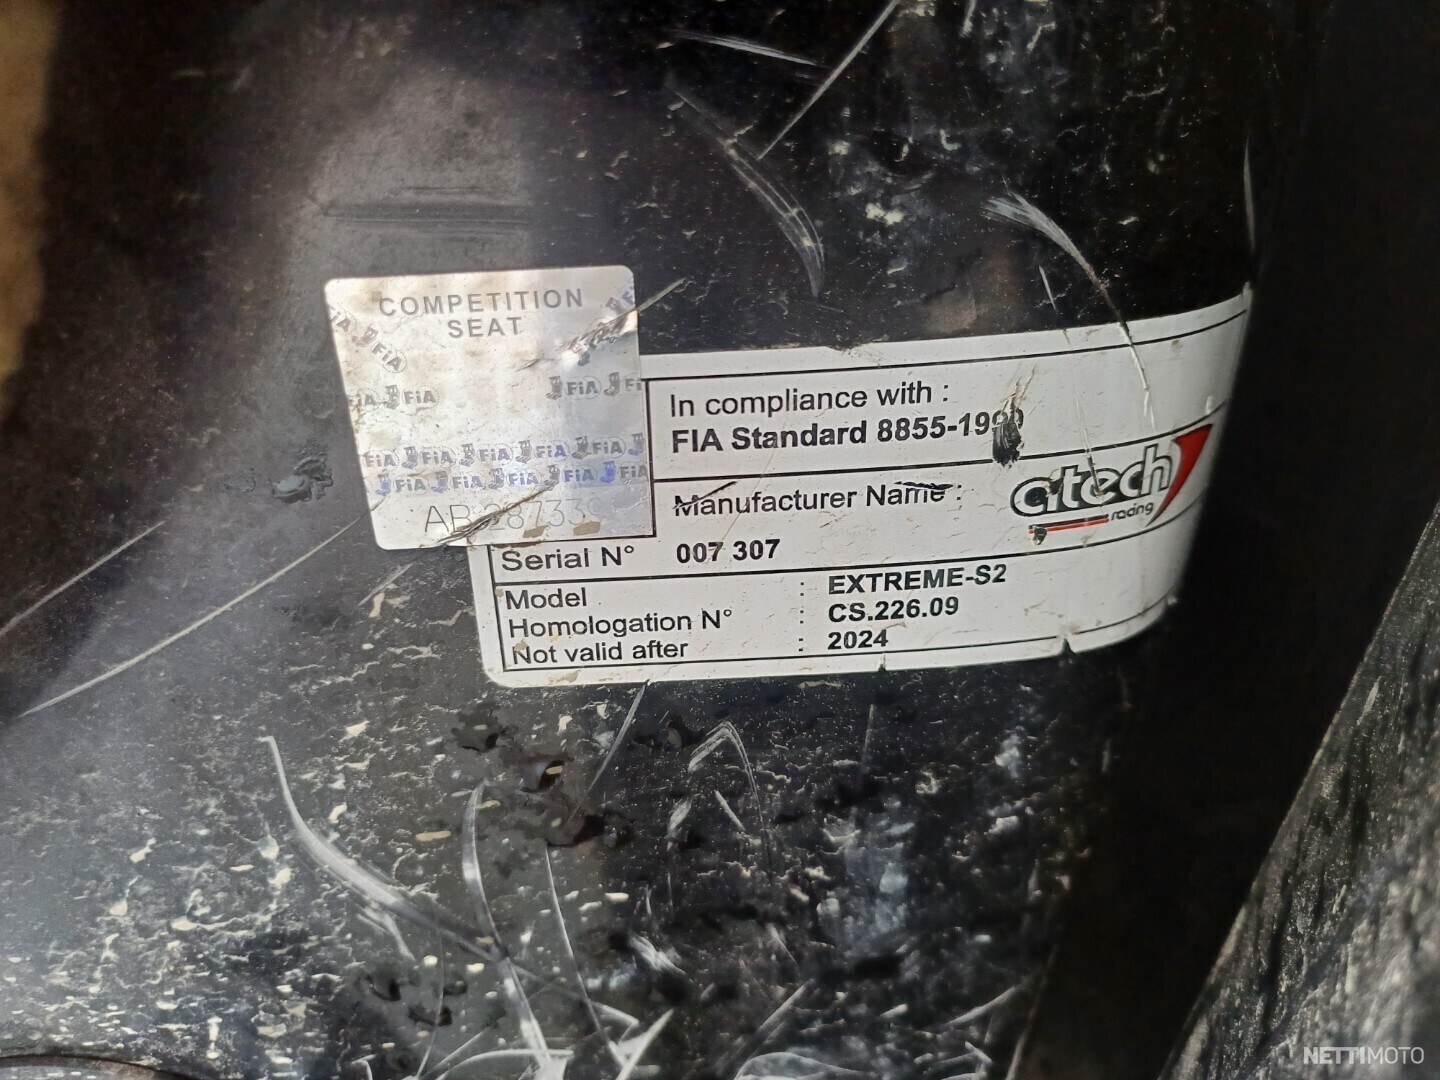 COMPETITION
SEAT
FiA
FiA
FiA FiA
FiA FiA FiA FiA FiA
FiA FiA FiA FiA FiA
In compliance with :
FIA Standard 8855-1999
Manufacturer Name :
atech
racing
Serial N° 007 307
Model : EXTREME-S2
Homologation N° : CS.226.09
Not valid after : 2024
NETTIMOTO